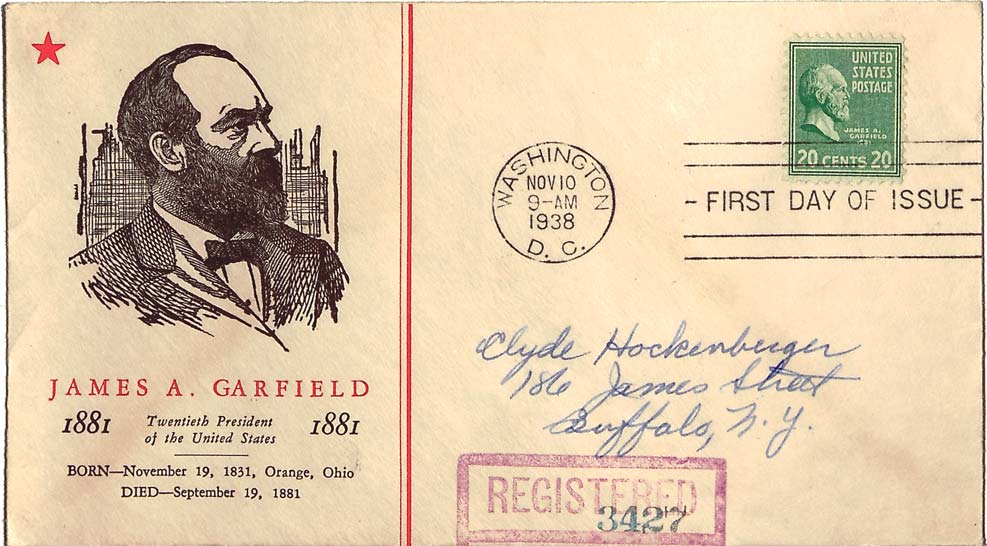 JAMES A. GARFIELD
1881 Twentieth President 1881
of the United States
BORN—November 19, 1831, Orange, Ohio
DIED—September 19, 1881
WASHINGTON
NOV 10
9-AM
1938
D. C.
UNITED
STATES
POSTAGE
JAMES A.
GARFIELD
20 CENTS 20
- FIRST DAY OF ISSUE -
Clyde Hockenberger
186 James Street
Buffalo, N. Y.
REGISTERED
3427